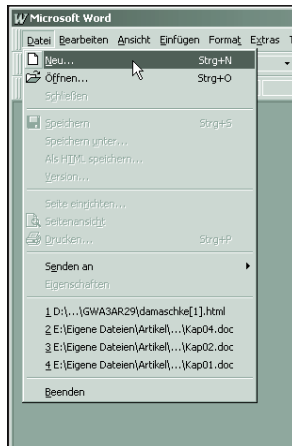 Microsoft Word
Datei Bearbeiten Ansicht Einfügen Format Extras
Neu... Strg+N
Öffnen... Strg+O
Schließen
Speichern Strg+S
Speichern unter...
Als HTML speichern...
Version...
Seite einrichten...
Seitenansicht
Drucken... Strg+P
Senden an
Eigenschaften
1 D:\...\GWA3AR29\damaschke[1].html
2 E:\Eigene Dateien\Artikel\...\Kap04.doc
3 E:\Eigene Dateien\Artikel\...\Kap02.doc
4 E:\Eigene Dateien\Artikel\...\Kap01.doc
Beenden